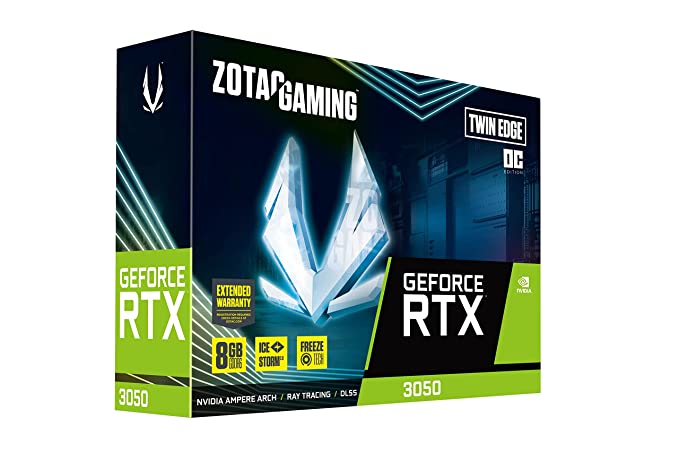 ZOTAC GAMING
TWIN EDGE
OC
EDITION
EXTENDED
WARRANTY
8GB
GDDR6
ICE
STORM 2.0
FREEZE
TECH
NVIDIA AMPERE ARCH / RAY TRACING / DLSS
GEFORCE
RTX
3050
NVIDIA
GEFORCE
RTX
3050